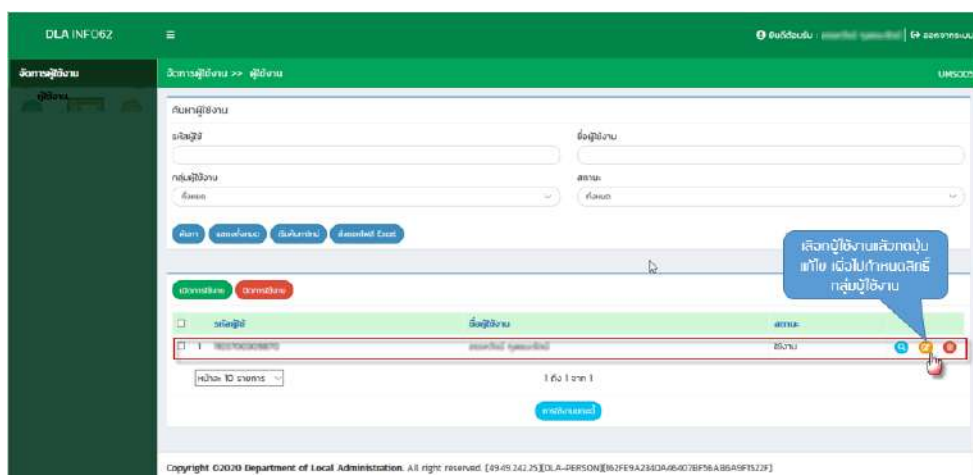 DLA INFO62
ยินดีต้อนรับ : ออกจากระบบ
จัดการผู้ใช้งาน
จัดการผู้ใช้งาน >> ผู้ใช้งาน
UMS005
ผู้ใช้งาน
ค้นหาผู้ใช้งาน
รหัสผู้ใช้ ชื่อผู้ใช้งาน
กลุ่มผู้ใช้งาน สถานะ
ทั้งหมด ทั้งหมด
ค้นหา แสดงทั้งหมด ส่งออกไฟล์ Excel
เลือกผู้ใช้งานแล้วกดปุ่ม
แก้ไข เพื่อไปกำหนดสิทธิ์
กลุ่มผู้ใช้งาน
เปิดการใช้งาน ปิดการใช้งาน
รหัสผู้ใช้ ชื่อผู้ใช้งาน สถานะ
1 ใช้งาน
หน้าละ 10 รายการ 1 ถึง 1 จาก 1
Copyright ©2020 Department of Local Administration. All right reserved.